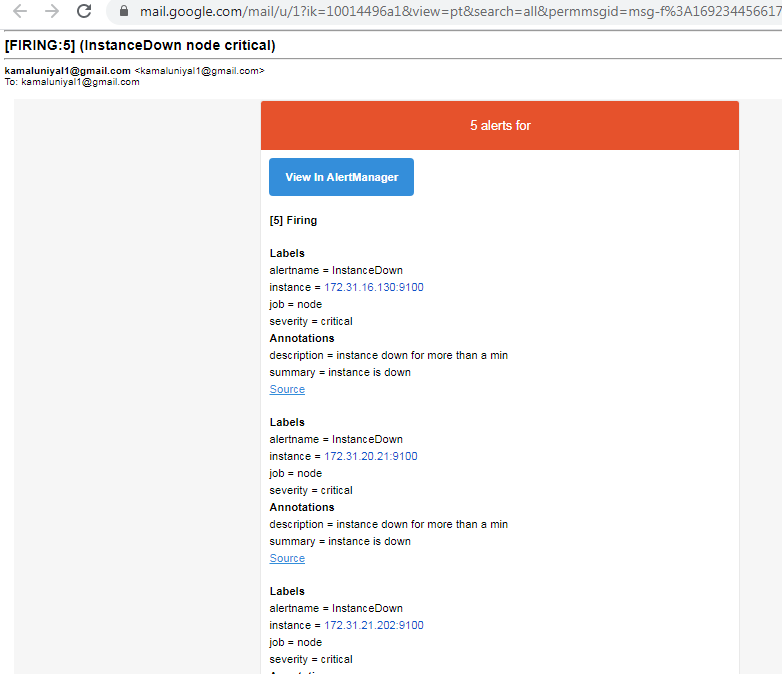 mail.google.com/mail/u/1?ik=10014496a1&view=pt&search=all&permmsgid=msg-f%3A169234456617
[FIRING:5] (InstanceDown node critical)
kamaluniyal1@gmail.com <kamaluniyal1@gmail.com>
To: kamaluniyal1@gmail.com
5 alerts for
View In AlertManager
[5] Firing
Labels
alertname = InstanceDown
instance = 172.31.16.130:9100
job = node
severity = critical
Annotations
description = instance down for more than a min
summary = instance is down
Source
Labels
alertname = InstanceDown
instance = 172.31.20.21:9100
job = node
severity = critical
Annotations
description = instance down for more than a min
summary = instance is down
Source
Labels
alertname = InstanceDown
instance = 172.31.21.202:9100
job = node
severity = critical